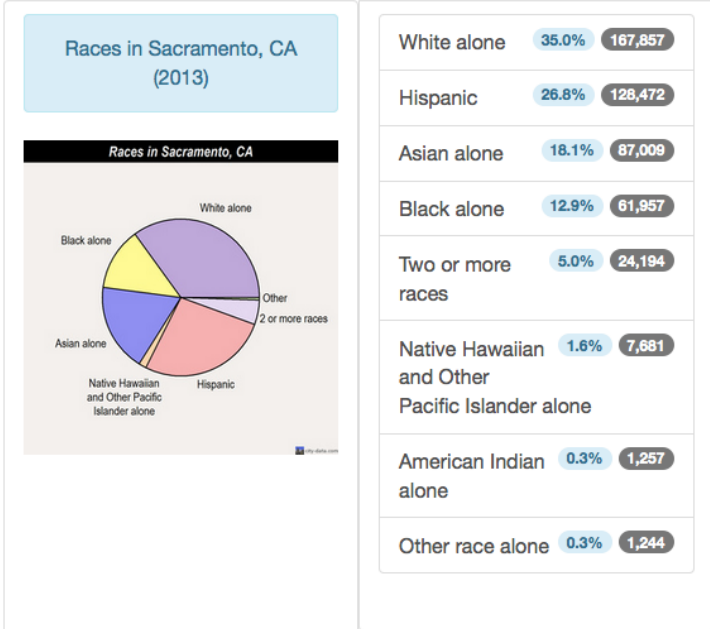 Races in Sacramento, CA
(2013)
Races in Sacramento, CA
White alone
Black alone
Other
2 or more races
Asian alone
Native Hawaiian
and Other Pacific
Islander alone
Hispanic
city-data.com
White alone 35.0% 167,857
Hispanic 26.8% 128,472
Asian alone 18.1% 87,009
Black alone 12.9% 61,957
Two or more 5.0% 24,194
races
Native Hawaiian 1.6% 7,681
and Other
Pacific Islander alone
American Indian 0.3% 1,257
alone
Other race alone 0.3% 1,244